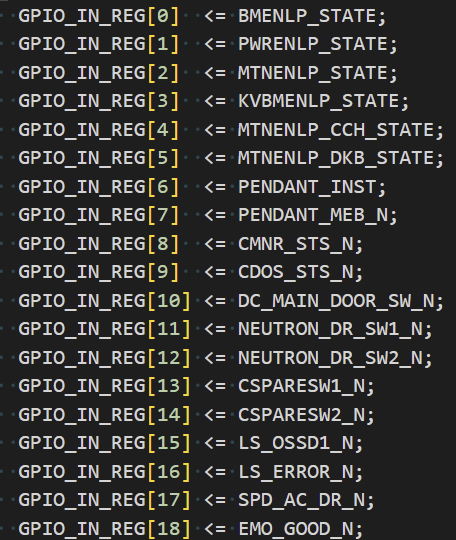 GPIO_IN_REG[0]  <= BMENLP_STATE;
GPIO_IN_REG[1]  <= PWRENLP_STATE;
GPIO_IN_REG[2]  <= MTNENLP_STATE;
GPIO_IN_REG[3]  <= KVBMENLP_STATE;
GPIO_IN_REG[4]  <= MTNENLP_CCH_STATE;
GPIO_IN_REG[5]  <= MTNENLP_DKB_STATE;
GPIO_IN_REG[6]  <= PENDANT_INST;
GPIO_IN_REG[7]  <= PENDANT_MEB_N;
GPIO_IN_REG[8]  <= CMNR_STS_N;
GPIO_IN_REG[9]  <= CDOS_STS_N;
GPIO_IN_REG[10] <= DC_MAIN_DOOR_SW_N;
GPIO_IN_REG[11] <= NEUTRON_DR_SW1_N;
GPIO_IN_REG[12] <= NEUTRON_DR_SW2_N;
GPIO_IN_REG[13] <= CSPARESW1_N;
GPIO_IN_REG[14] <= CSPARESW2_N;
GPIO_IN_REG[15] <= LS_OSSD1_N;
GPIO_IN_REG[16] <= LS_ERROR_N;
GPIO_IN_REG[17] <= SPD_AC_DR_N;
GPIO_IN_REG[18] <= EMO_GOOD_N;